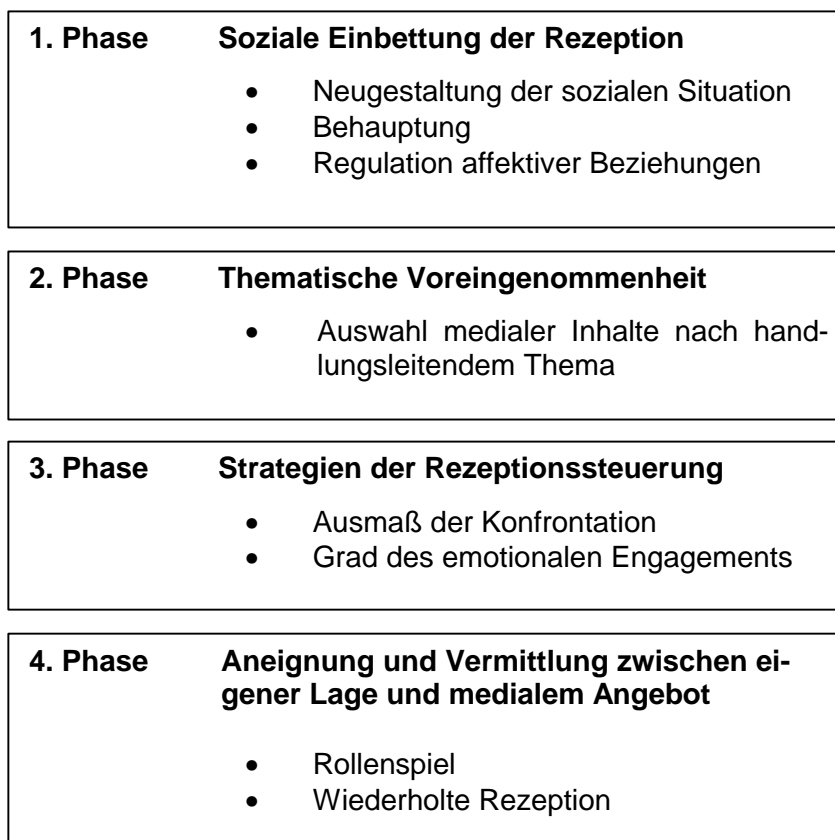 1. Phase Soziale Einbettung der Rezeption
• Neugestaltung der sozialen Situation
• Behauptung
• Regulation affektiver Beziehungen
2. Phase Thematische Voreingenommenheit
• Auswahl medialer Inhalte nach hand-
lungsleitendem Thema
3. Phase Strategien der Rezeptionssteuerung
• Ausmaß der Konfrontation
• Grad des emotionalen Engagements
4. Phase Aneignung und Vermittlung zwischen ei-
gener Lage und medialem Angebot
• Rollenspiel
• Wiederholte Rezeption